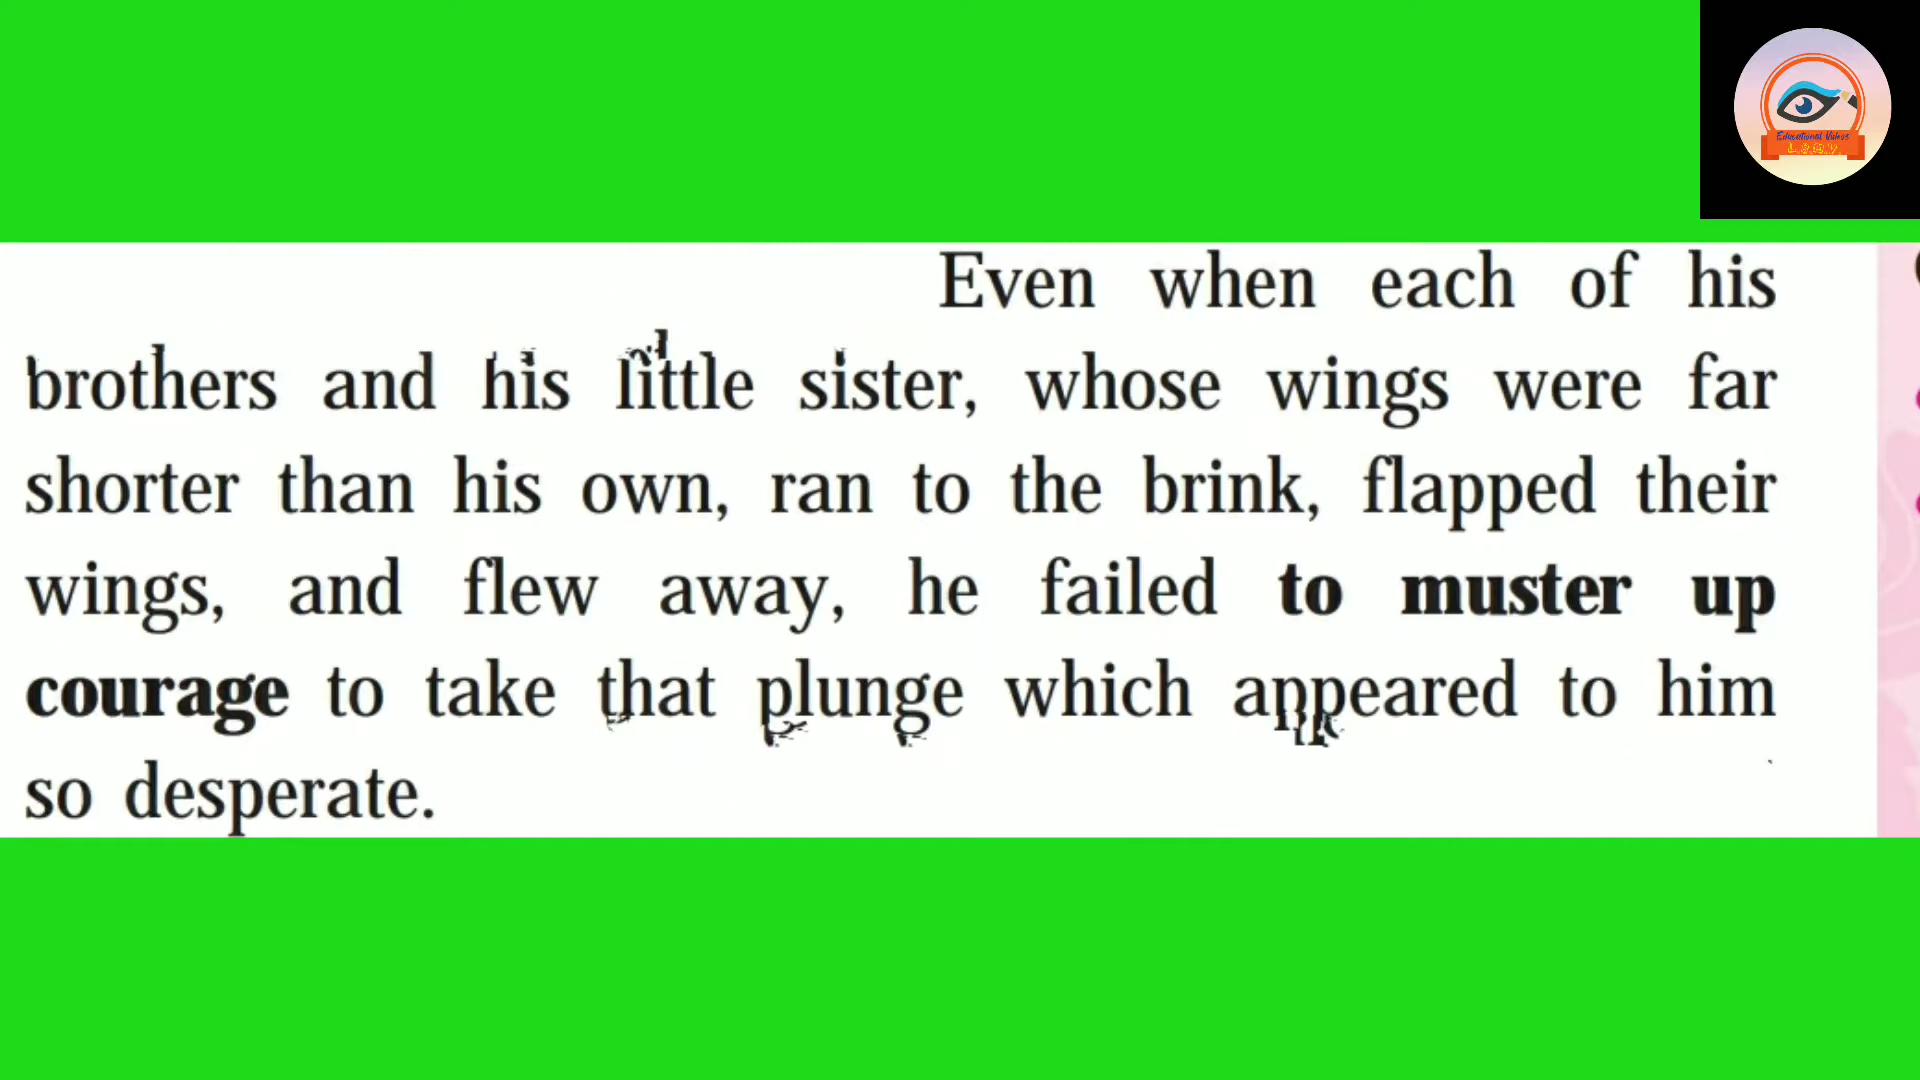 Educational Videos
Even when each of his
brothers and his little sister, whose wings were far
shorter than his own, ran to the brink, flapped their
wings, and flew away, he failed to muster up
courage to take that plunge which appeared to him
so desperate.